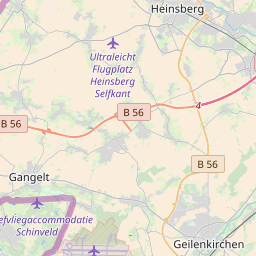 Heinsberg
Ultraleicht
Flugplatz
Heinsberg
Selfkant
4
B 56
B 56
B 56
Gangelt
efvliegaccommodatie
Schinveld
Geilenkirchen